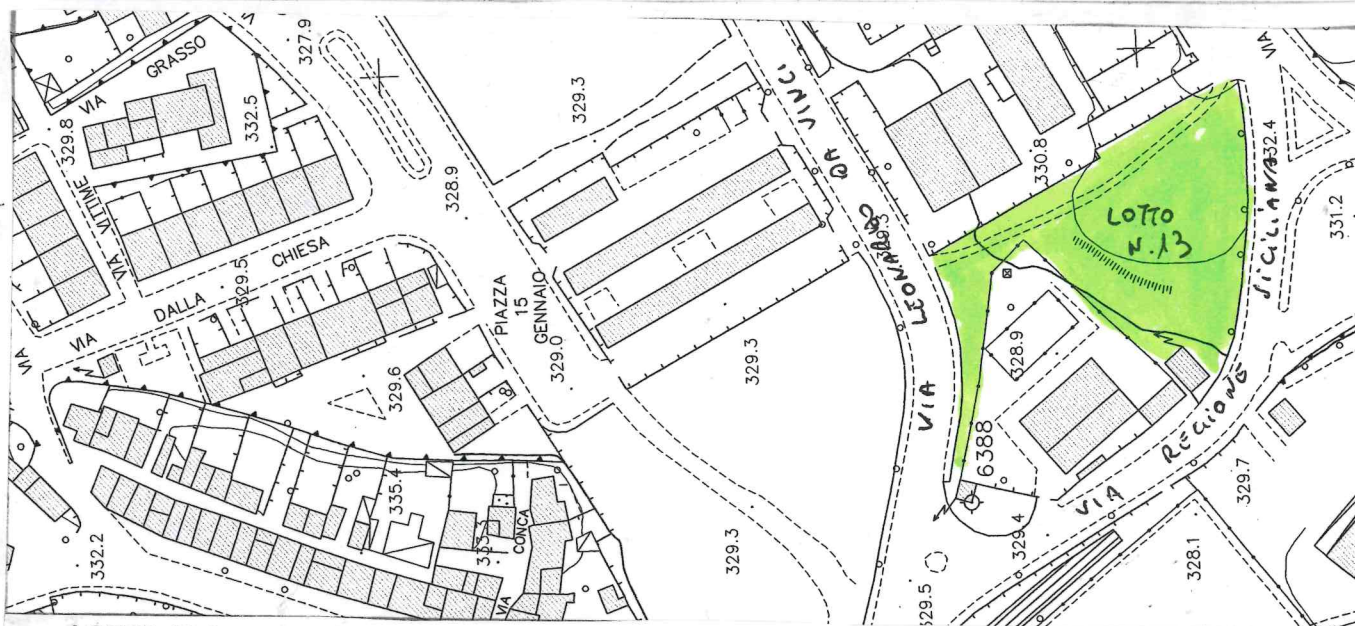 VIA GRASSO
327.9
329.8
332.5
VIA VITTIME
328.9
329.3
VIA DALLA CHIESA
329.5
VIA
PIAZZA
15
GENNAIO
329.0
329.6
335.4
332.2
VIA CONCA
329.3
329.3
VIA LEONARDO DA VINCI
330.8
LOTTO
N.13
332.4
VIA
331.2
VIA REGIONE SICILIANA
328.9
6388
329.4
329.5
329.7
328.1